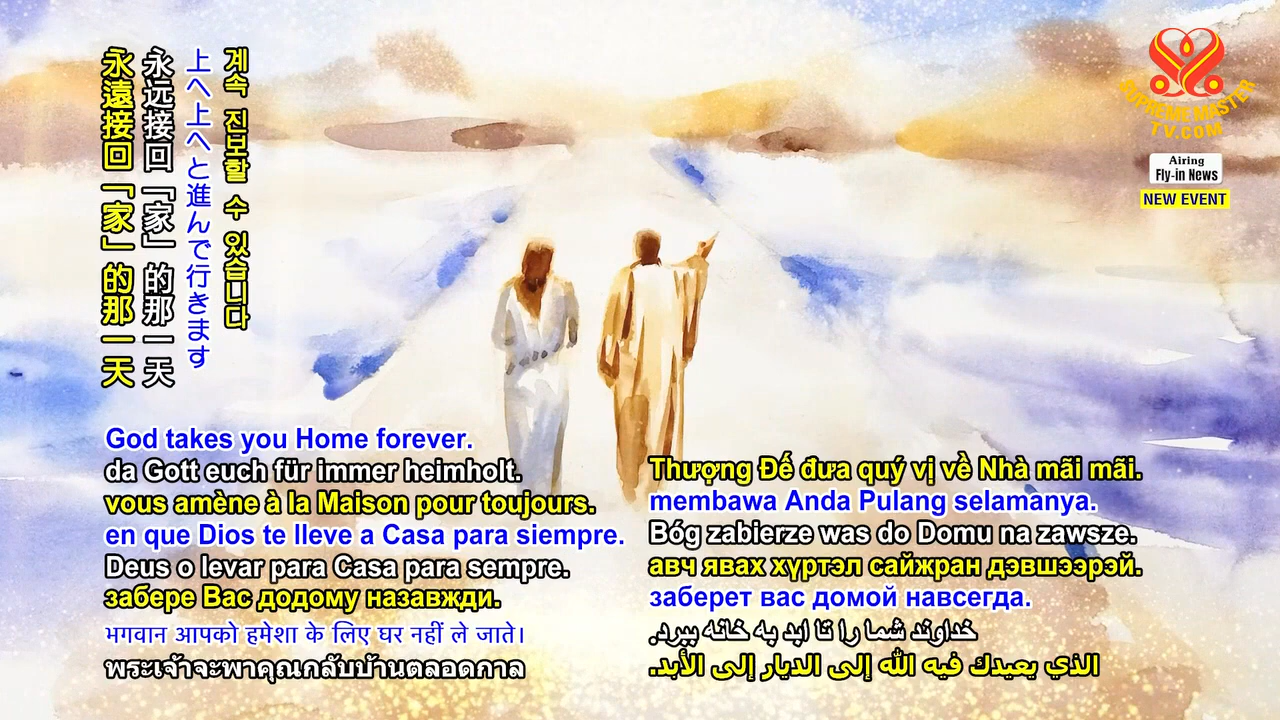 永遠接回「家」的那一天
永远接回「家」的那一天
上へ上へと進んで行きます
계속 진보할 수 있습니다
SUPREME MASTER
TV.COM
Airing
Fly-in News
NEW EVENT
God takes you Home forever.
da Gott euch für immer heimholt.
vous amène à la Maison pour toujours.
en que Dios te lleve a Casa para siempre.
Deus o levar para Casa para sempre.
забере Вас додому назавжди.
भगवान आपको हमेशा के लिए घर नहीं ले जाते।
พระเจ้าจะพาคุณกลับบ้านตลอดกาล
Thượng Đế đưa quý vị về Nhà mãi mãi.
membawa Anda Pulang selamanya.
Bóg zabierze was do Domu na zawsze.
авч явах хүртэл сайжран дэвшээрэй.
заберет вас домой навсегда.
خداوند شما را تا ابد به خانه ببرد.
الذي يعيدك فيه الله إلى الديار إلى الأبد.